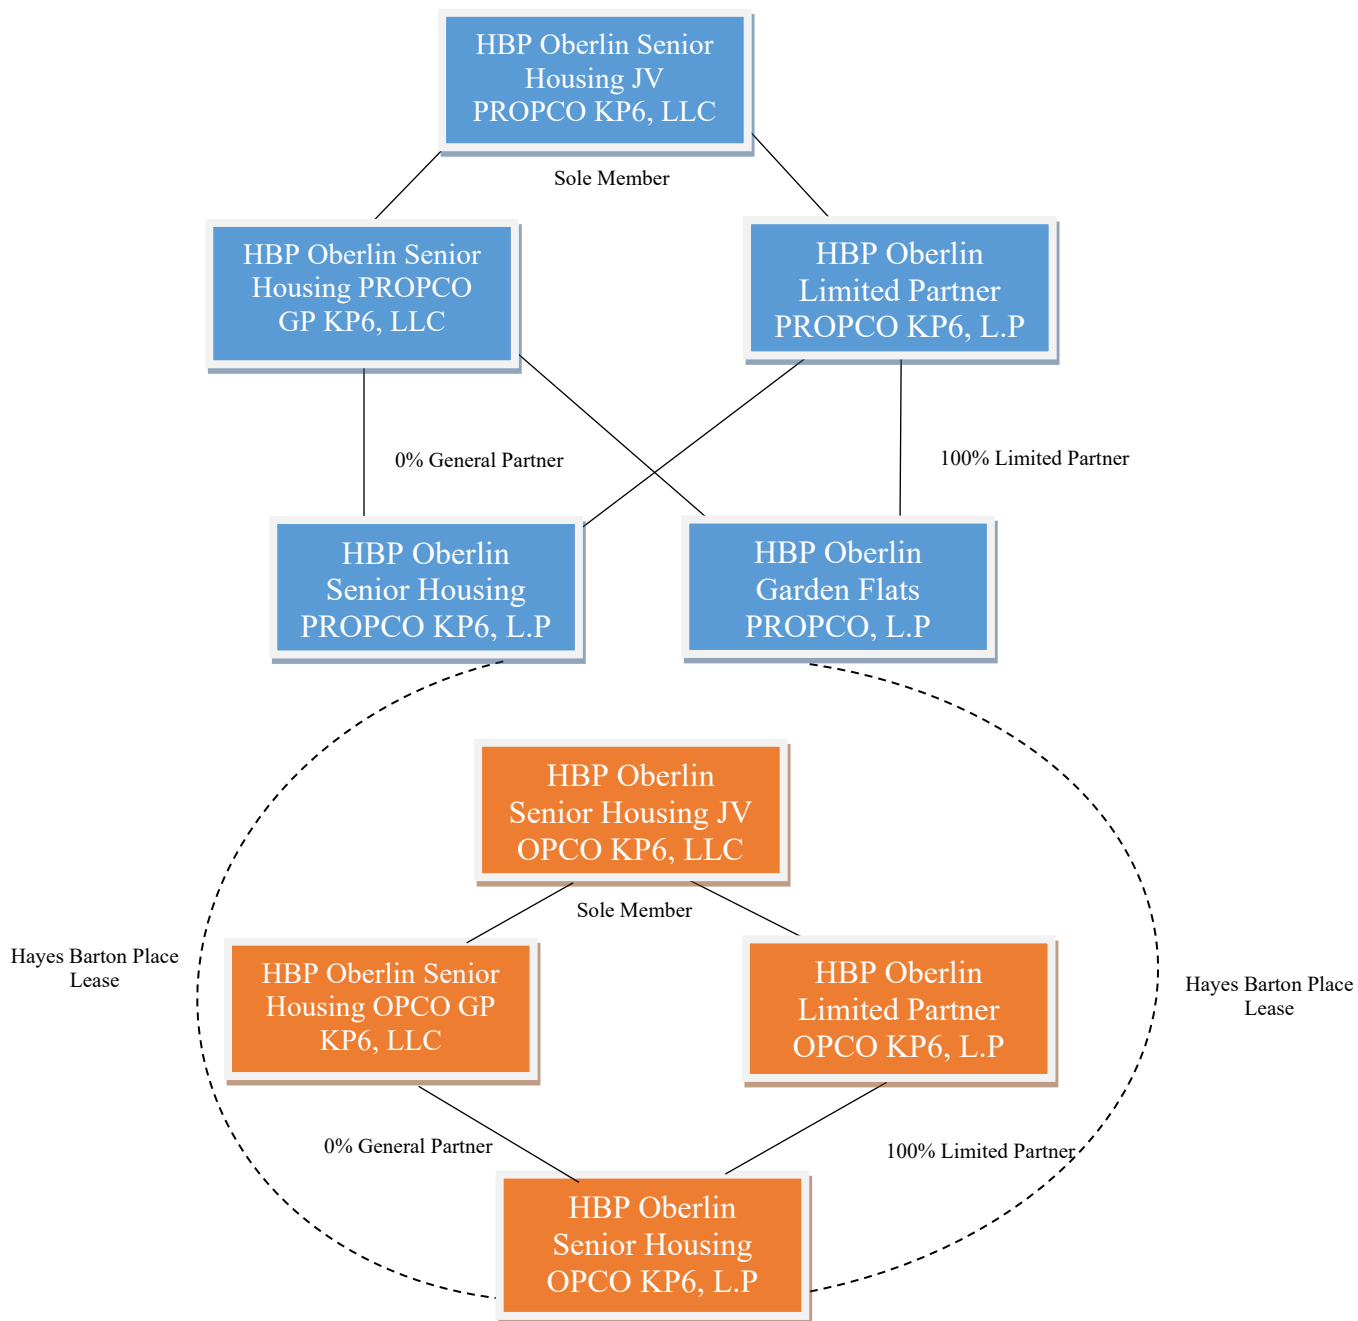 HBP Oberlin Senior
Housing JV
PROPCO KP6, LLC
Sole Member
HBP Oberlin Senior
Housing PROPCO
GP KP6, LLC
HBP Oberlin
Limited Partner
PROPCO KP6, L.P
0% General Partner
100% Limited Partner
HBP Oberlin
Senior Housing
PROPCO KP6, L.P
HBP Oberlin
Garden Flats
PROPCO, L.P
HBP Oberlin
Senior Housing JV
OPCO KP6, LLC
Sole Member
Hayes Barton Place
Lease
HBP Oberlin Senior
Housing OPCO GP
KP6, LLC
HBP Oberlin
Limited Partner
OPCO KP6, L.P
Hayes Barton Place
Lease
0% General Partner
100% Limited Partner
HBP Oberlin
Senior Housing
OPCO KP6, L.P